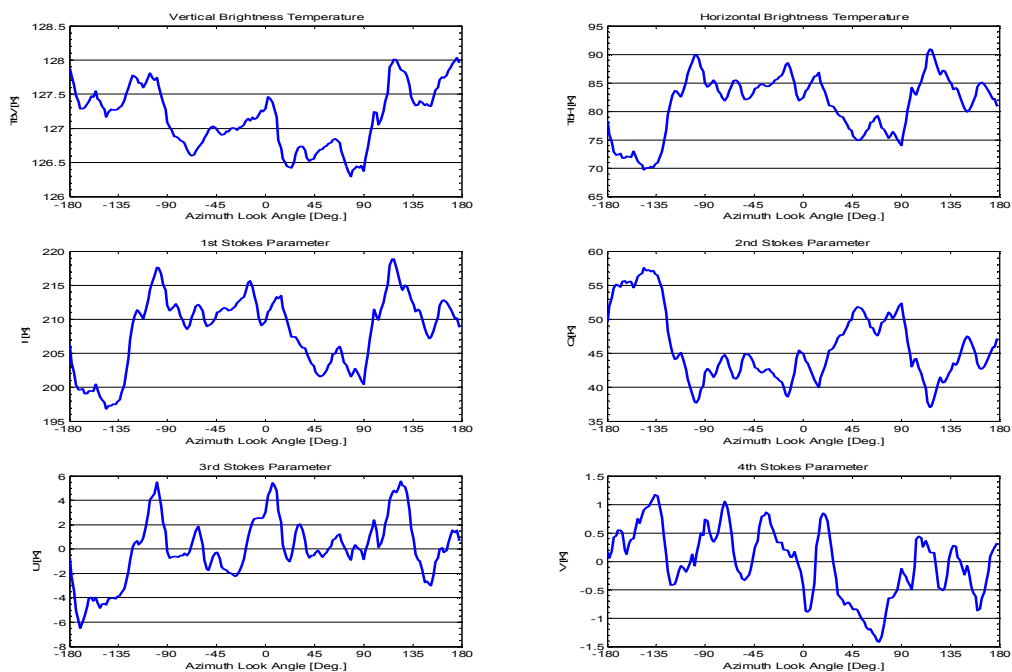 Vertical Brightness Temperature
128.5
128
127.5
127
126.5
126
TBV[K]
-180 -135 -90 -45 0 45 90 135 180
Azimuth Look Angle [Deg.]
Horizontal Brightness Temperature
95
90
85
80
75
70
65
TBH[K]
-180 -135 -90 -45 0 45 90 135 180
Azimuth Look Angle [Deg.]
1st Stokes Parameter
220
215
210
205
200
195
I [K]
-180 -135 -90 -45 0 45 90 135 180
Azimuth Look Angle [Deg.]
2nd Stokes Parameter
60
55
50
45
40
35
Q[K]
-180 -135 -90 -45 0 45 90 135 180
Azimuth Look Angle [Deg.]
3rd Stokes Parameter
6
4
2
0
-2
-4
-6
-8
U[K]
-180 -135 -90 -45 0 45 90 135 180
Azimuth Look Angle [Deg.]
4th Stokes Parameter
1.5
1
0.5
0
-0.5
-1
-1.5
V[K]
-180 -135 -90 -45 0 45 90 135 180
Azimuth Look Angle [Deg.]